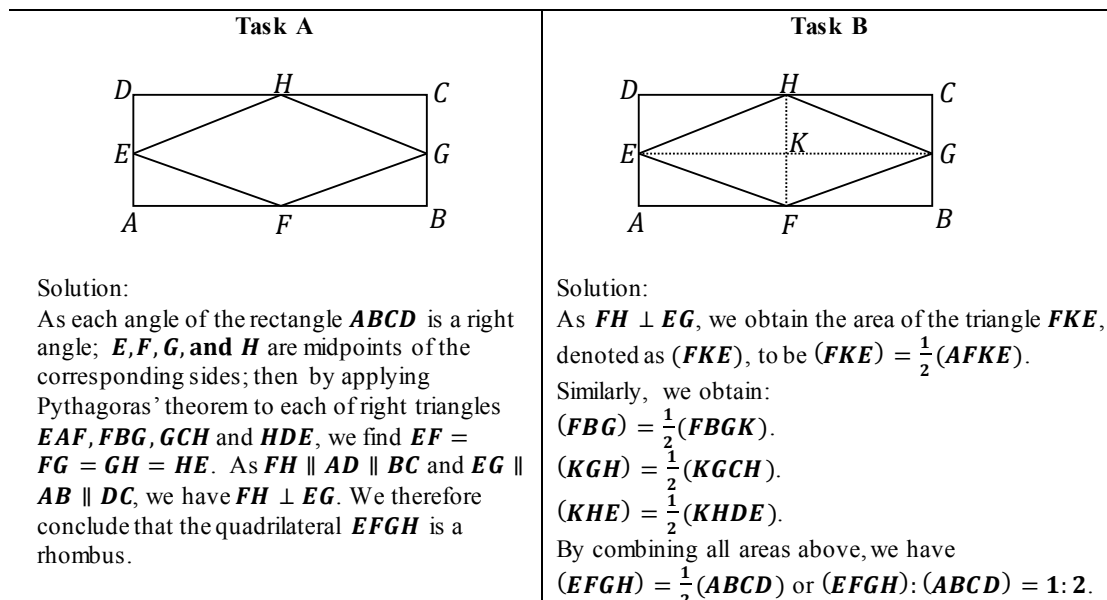 Task A
D H C
E G
A F B
Solution:
As each angle of the rectangle ABCD is a right
angle; E, F, G, and H are midpoints of the
corresponding sides; then by applying
Pythagoras’ theorem to each of right triangles
EAF, FBG, GCH and HDE, we find EF =
FG = GH = HE. As FH ∥ AD ∥ BC and EG ∥
AB ∥ DC, we have FH ⊥ EG. We therefore
conclude that the quadrilateral EFGH is a
rhombus.
Task B
D H C
E K G
A F B
Solution:
As FH ⊥ EG, we obtain the area of the triangle FKE,
denoted as (FKE), to be (FKE) = 1/2 (AFKE).
Similarly, we obtain:
(FBG) = 1/2 (FBGK).
(KGH) = 1/2 (KGCH).
(KHE) = 1/2 (KHDE).
By combining all areas above, we have
(EFGH) = 1/2 (ABCD) or (EFGH): (ABCD) = 1: 2.